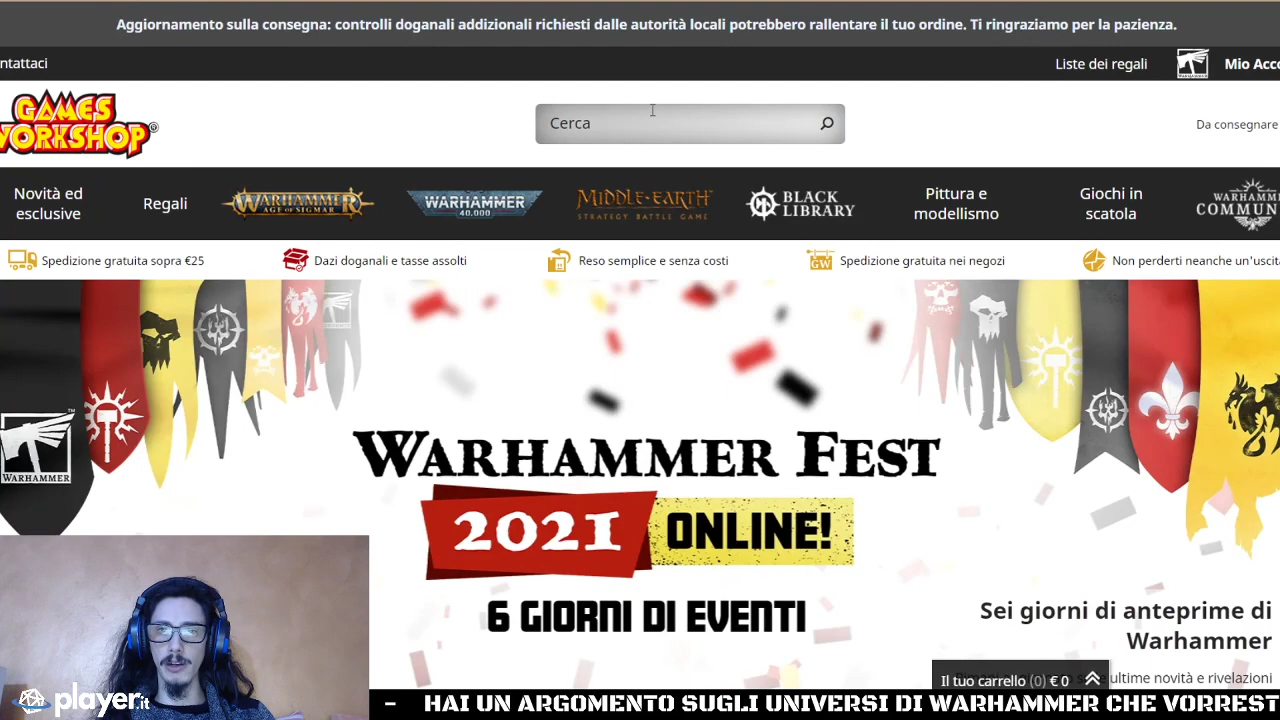 Aggiornamento sulla consegna: controlli doganali addizionali richiesti dalle autorità locali potrebbero rallentare il tuo ordine. Ti ringraziamo per la pazienza.
ntattaci
Liste dei regali
WARHAMMER
Mio Acco
GAMES
WORKSHOP®
Cerca
Da consegnare
Novità ed
esclusive
Regali
WARHAMMER
AGE OF SIGMAR
WARHAMMER
40.000
MIDDLE-EARTH
STRATEGY BATTLE GAME
BLACK
LIBRARY
Pittura e
modellismo
Giochi in
scatola
WARHAMME
COMMUN
Spedizione gratuita sopra €25
Dazi doganali e tasse assolti
Reso semplice e senza costi
GW
Spedizione gratuita nei negozi
Non perderti neanche un'uscit
WARHAMMER
WARHAMMER FEST
2021 ONLINE!
6 GIORNI DI EVENTI
Sei giorni di anteprime di
Warhammer
ultime novità e rivelazioni
Il tuo carrello (0) € 0
player.it
– HAI UN ARGOMENTO SUGLI UNIVERSI DI WARHAMMER CHE VORREST